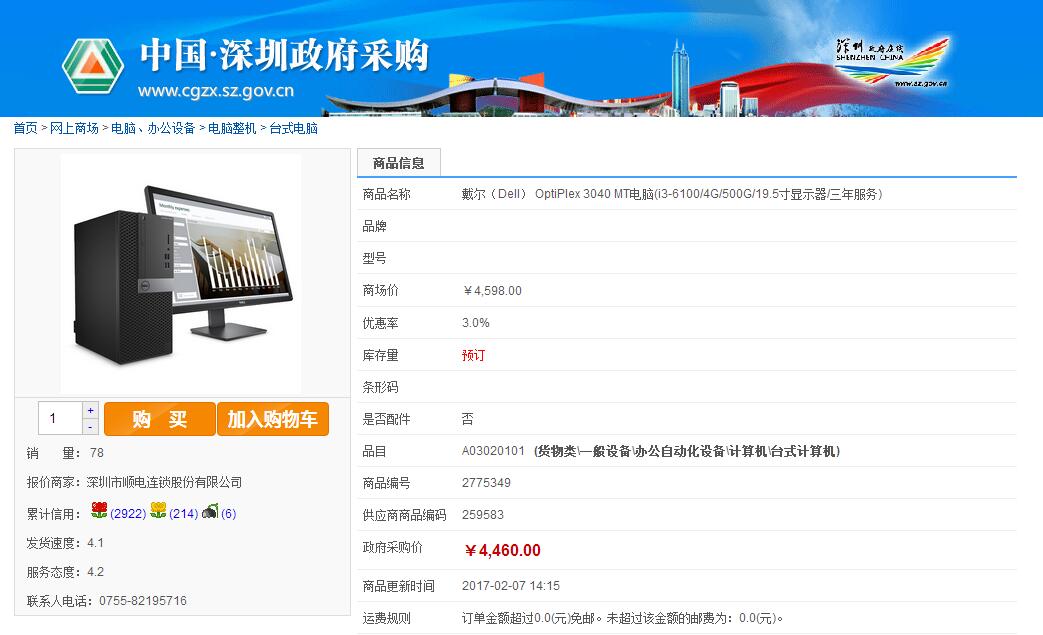 中国·深圳政府采购
www.cgzx.sz.gov.cn
深圳 政府在线
SHENZHEN CHINA
www.sz.gov.cn
首页 > 网上商场 > 电脑、办公设备 > 电脑整机 > 台式电脑
Monthly expenses
1
+
-
购 买
加入购物车
销 量: 78
报价商家: 深圳市顺电连锁股份有限公司
累计信用: (2922) (214) (6)
发货速度: 4.1
服务态度: 4.2
联系人电话: 0755-82195716
商品信息
商品名称 戴尔（Dell） OptiPlex 3040 MT电脑(i3-6100/4G/500G/19.5寸显示器/三年服务)
品牌
型号
商场价 ￥4,598.00
优惠率 3.0%
库存量 预订
条形码
是否配件 否
品目 A03020101 (货物类\一般设备\办公自动化设备\计算机\台式计算机)
商品编号 2775349
供应商商品编码 259583
政府采购价 ￥4,460.00
商品更新时间 2017-02-07 14:15
运费规则 订单金额超过0.0(元)免邮。未超过该金额的邮费为：0.0(元)。